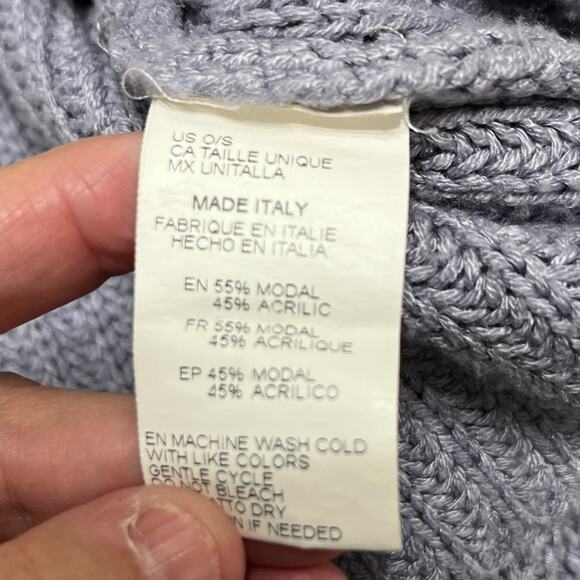 US O/S
CA TAILLE UNIQUE
MX UNITALLA
MADE ITALY
FABRIQUE EN ITALIE
HECHO EN ITALIA
EN 55% MODAL
45% ACRILIC
FR 55% MODAL
45% ACRILIQUE
EP 45% MODAL
45% ACRILICO
EN MACHINE WASH COLD
WITH LIKE COLORS
GENTLE CYCLE
DO NOT BLEACH
DRY
IF NEEDED